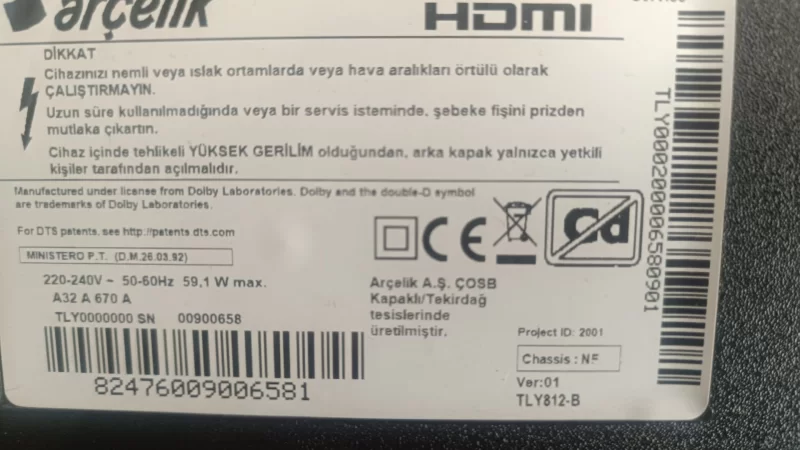 arçelik
HDMI
DİKKAT
Cihazınızı nemli veya ıslak ortamlarda veya hava aralıkları örtülü olarak
ÇALIŞTIRMAYIN.
Uzun süre kullanılmadığında veya bir servis isteminde, şebeke fişini prizden
mutlaka çıkartın.
Cihaz içinde tehlikeli YÜKSEK GERİLİM olduğundan, arka kapak yalnızca yetkili
kişiler tarafından açılmalıdır.
Manufactured under license from Dolby Laboratories. Dolby and the double-D symbol
are trademarks of Dolby Laboratories.
For DTS patents, see http://patents.dts.com
MINISTERO P.T. (D.M.26.03.92)
220-240V ~ 50-60Hz 59,1 W max.
A32 A 670 A
TLY0000000 SN 00900658
82476009006581
CE
Cd
Arçelik A.Ş. ÇOSB
Kapaklı/Tekirdağ
tesislerinde
üretilmiştir.
Project ID: 2001
Chassis : NF
Ver:01
TLY812-B
TLY0002000006580901